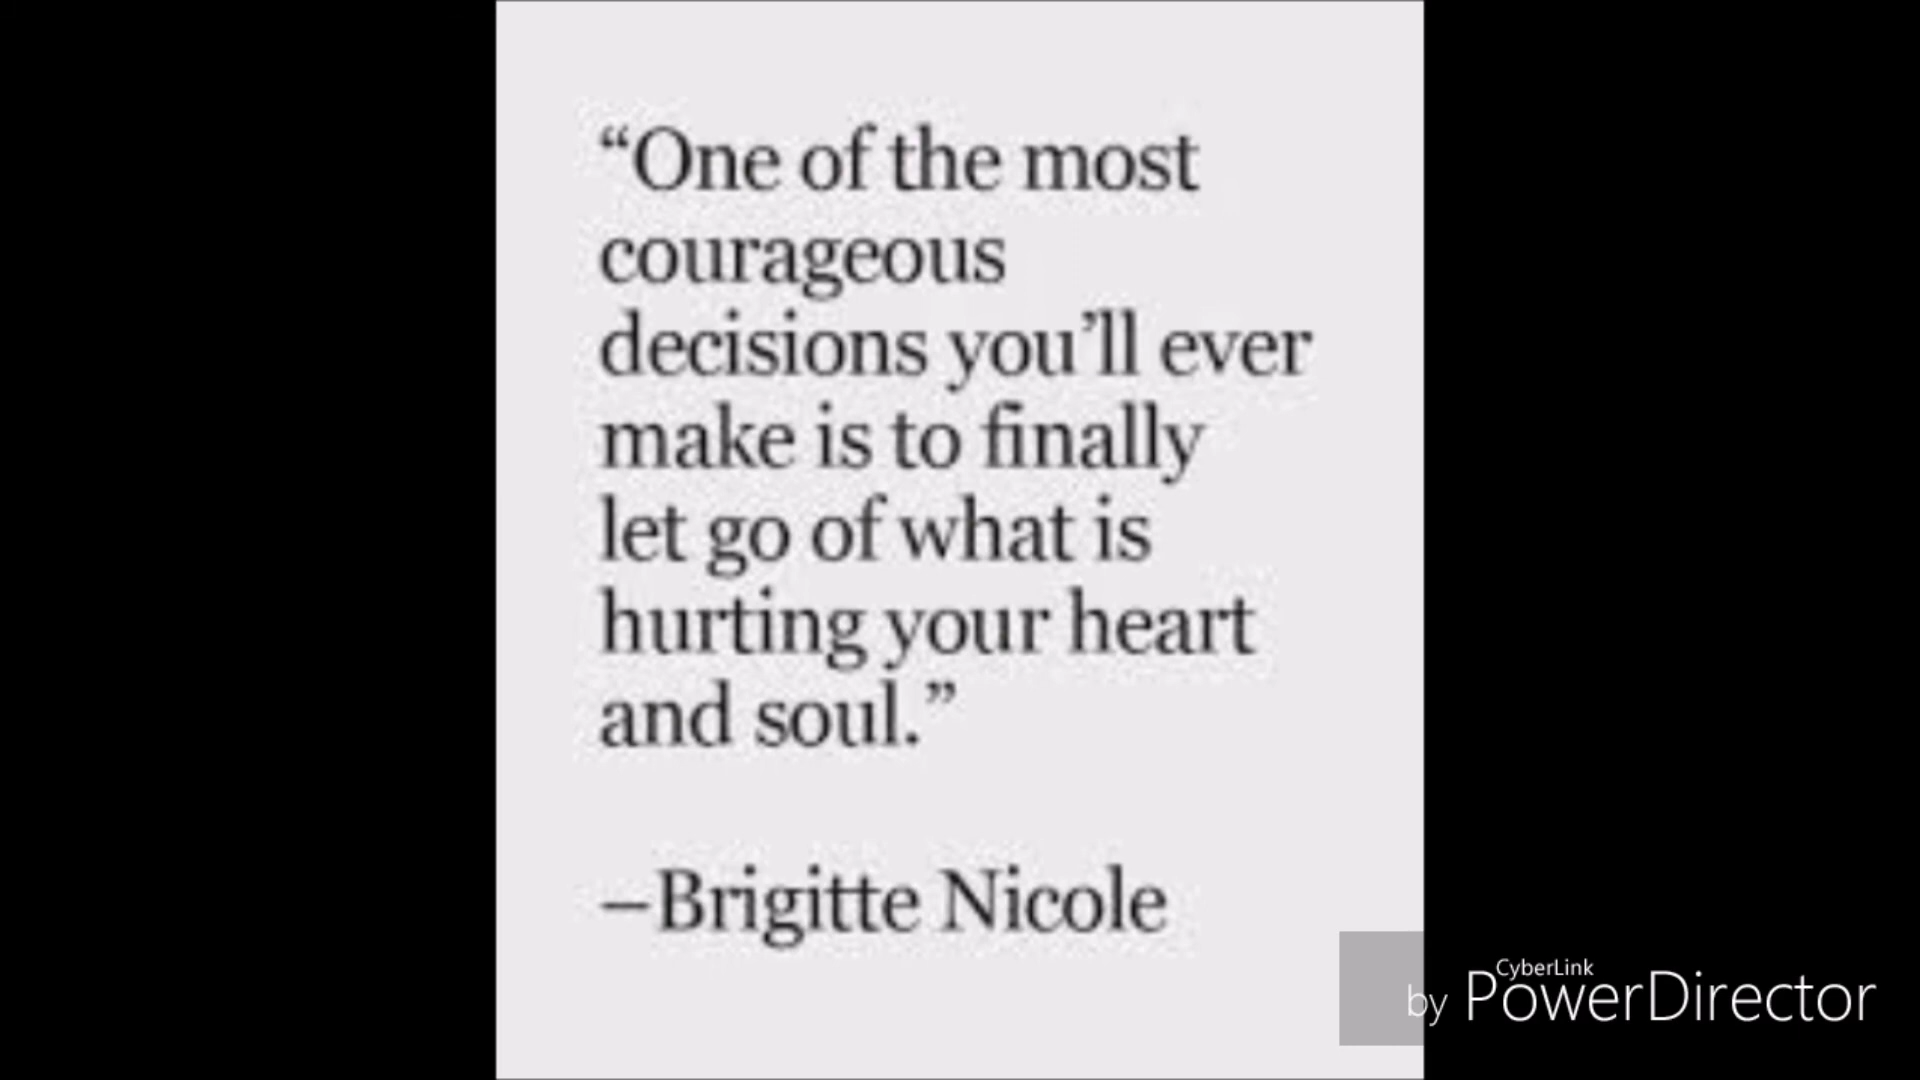 “One of the most
courageous
decisions you’ll ever
make is to finally
let go of what is
hurting your heart
and soul.”
–Brigitte Nicole
CyberLink
by PowerDirector